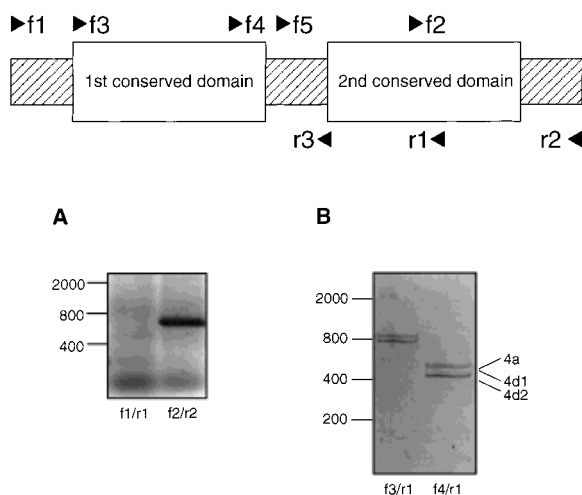 f1 f3 f4 f5 f2
1st conserved domain 2nd conserved domain
r3 r1 r2
A B
2000
800
400
f1/r1 f2/r2
2000
800
400
200
4a
4d1
4d2
f3/r1 f4/r1